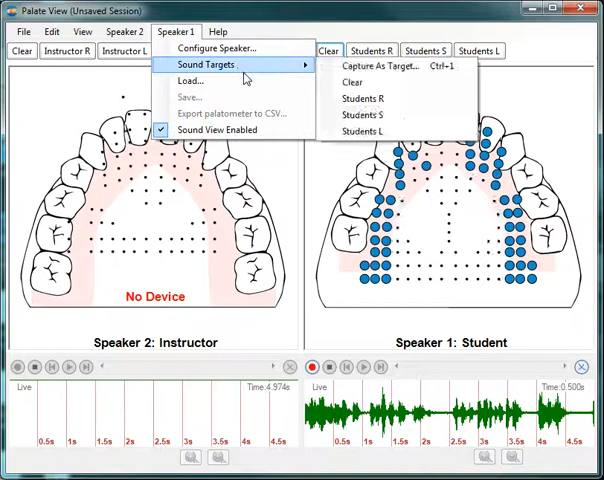 Palate View (Unsaved Session)
File Edit View Speaker 2 Speaker 1 Help
Clear Instructor R Instructor L Clear Students R Students S Students L
Configure Speaker...
Sound Targets
Load...
Save...
Export palatometer to CSV...
Sound View Enabled
Capture As Target... Ctrl+1
Clear
Students R
Students S
Students L
No Device
Speaker 2: Instructor
Speaker 1: Student
Live Time:4.974s
0.5s 1s 1.5s 2s 2.5s 3s 3.5s 4s 4.5s
Live Time:0.500s
0.5s 1s 1.5s 2s 2.5s 3s 3.5s 4s 4.5s